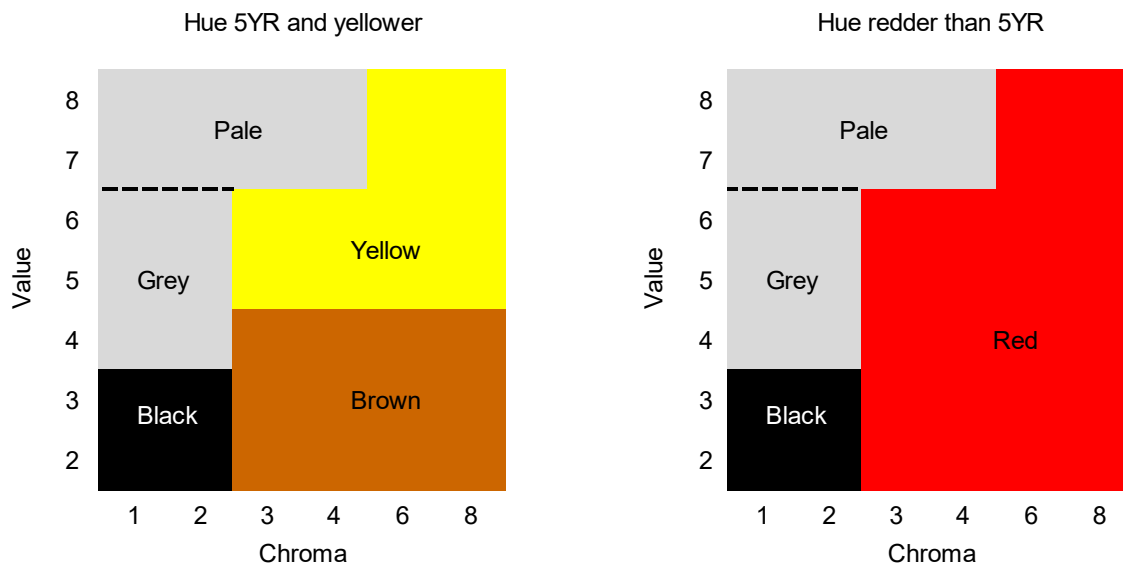 Hue 5YR and yellower
8
7
6
5
4
3
2
Value
Pale
Yellow
Grey
Brown
Black
1 2 3 4 6 8
Chroma
Hue redder than 5YR
8
7
6
5
4
3
2
Value
Pale
Grey
Red
Black
1 2 3 4 6 8
Chroma